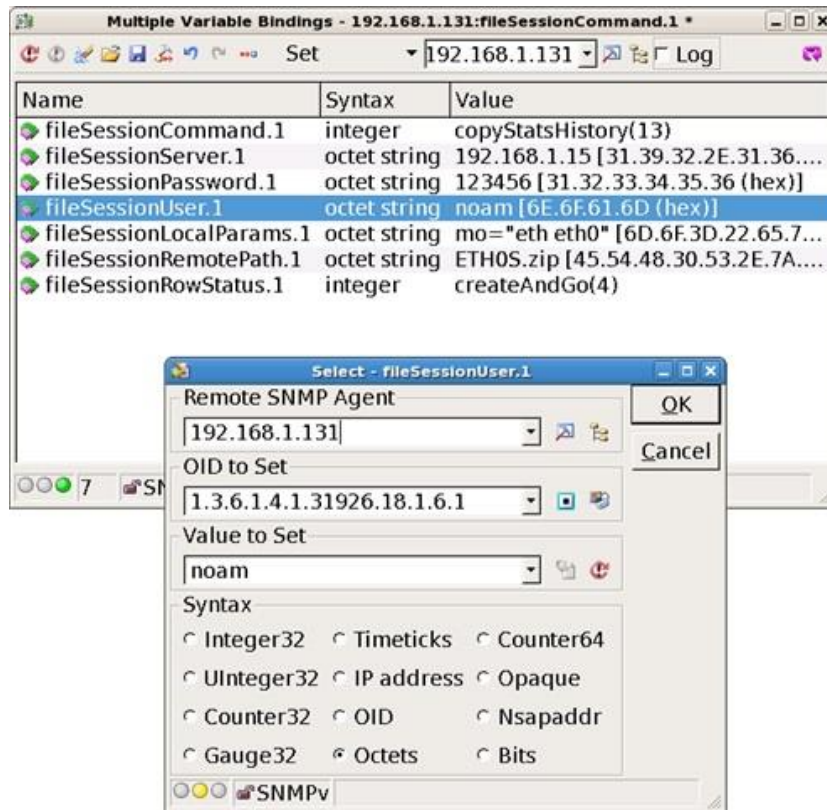 Multiple Variable Bindings - 192.168.1.131:fileSessionCommand.1 *
Set 192.168.1.131 Log
Name Syntax Value
fileSessionCommand.1 integer copyStatsHistory(13)
fileSessionServer.1 octet string 192.168.1.15 [31.39.32.2E.31.36....
fileSessionPassword.1 octet string 123456 [31.32.33.34.35.36 (hex)]
fileSessionUser.1 octet string noam [6E.6F.61.6D (hex)]
fileSessionLocalParams.1 octet string mo="eth eth0" [6D.6F.3D.22.65.7...
fileSessionRemotePath.1 octet string ETH0S.zip [45.54.48.30.53.2E.7A....
fileSessionRowStatus.1 integer createAndGo(4)
7 SN
Select - fileSessionUser.1
Remote SNMP Agent
OK
192.168.1.131
Cancel
OID to Set
1.3.6.1.4.1.31926.18.1.6.1
Value to Set
noam
Syntax
Integer32 Timeticks Counter64
UInteger32 IP address Opaque
Counter32 OID Nsapaddr
Gauge32 Octets Bits
SNMPv